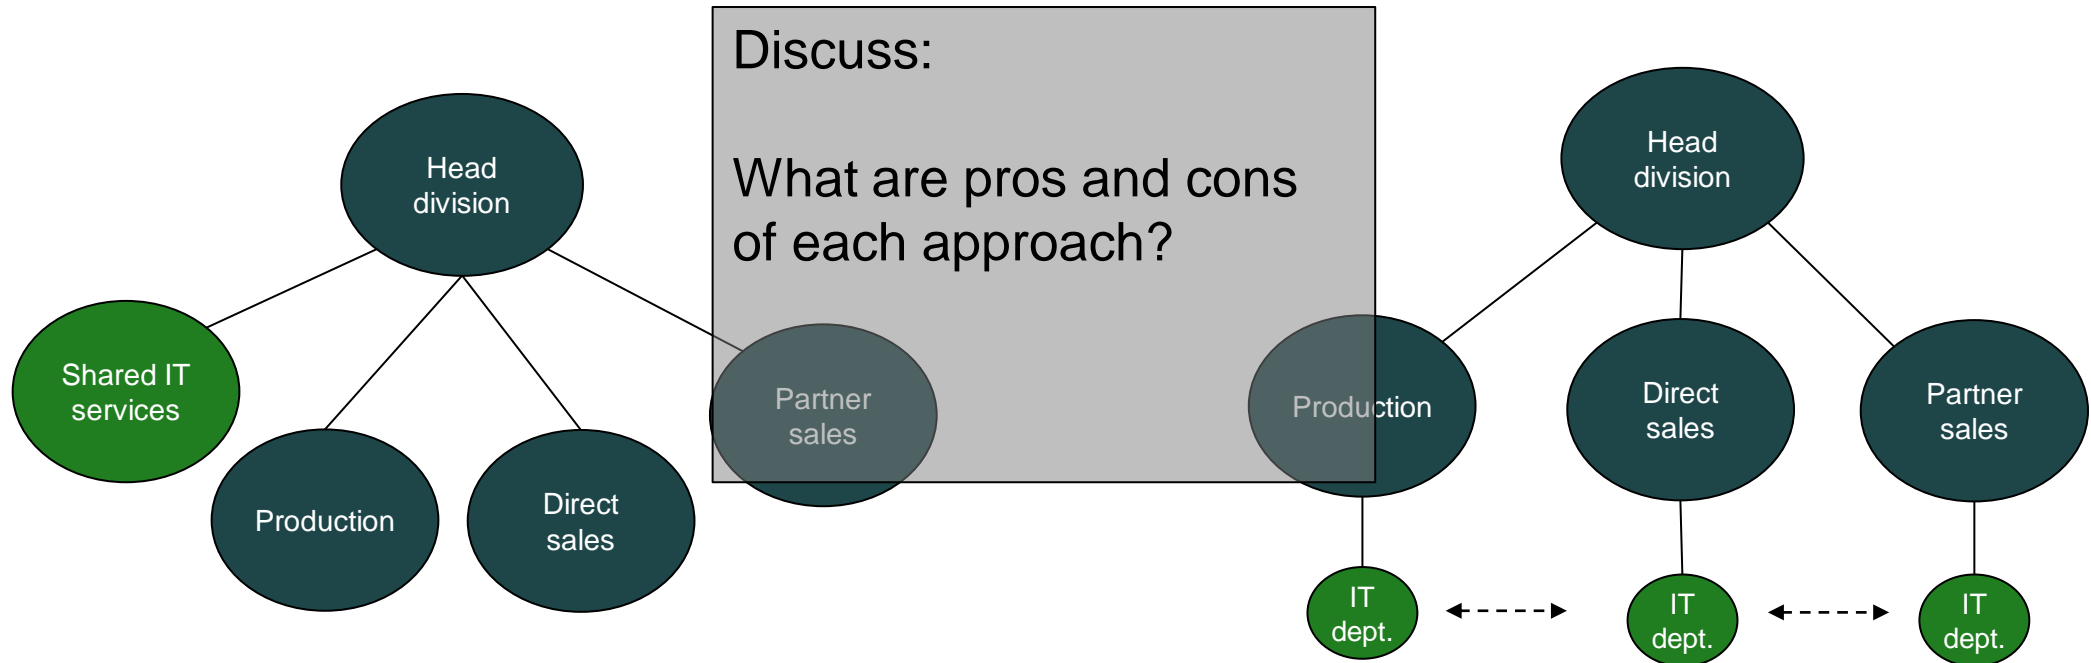 Discuss:
What are pros and cons
of each approach?
Head
division
Shared IT
services
Production
Direct
sales
Partner
sales
Head
division
Production
Direct
sales
Partner
sales
IT
dept.
IT
dept.
IT
dept.